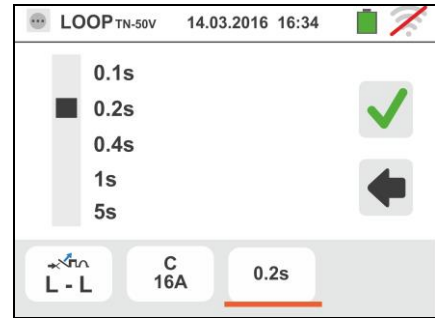 LOOP TN-50V 14.03.2016 16:34
0.1s
0.2s
0.4s
1s
5s
L - L
C
16A
0.2s